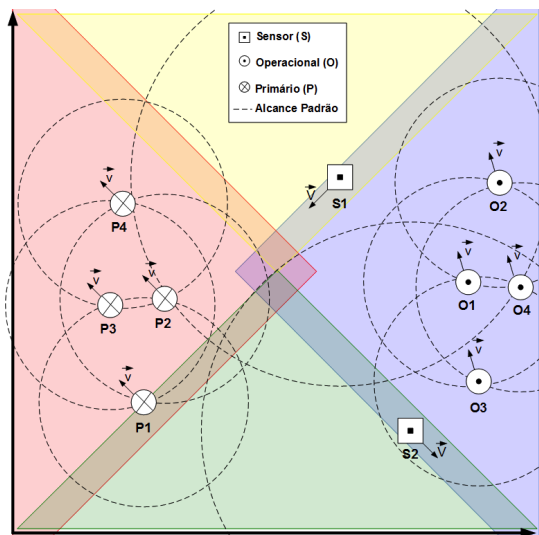 Sensor (S)
Operacional (O)
Primário (P)
Alcance Padrão
v
S1
v
O2
v
P4
v
P3
v
P2
v
O1
v
O4
v
P1
v
O3
v
S2
V